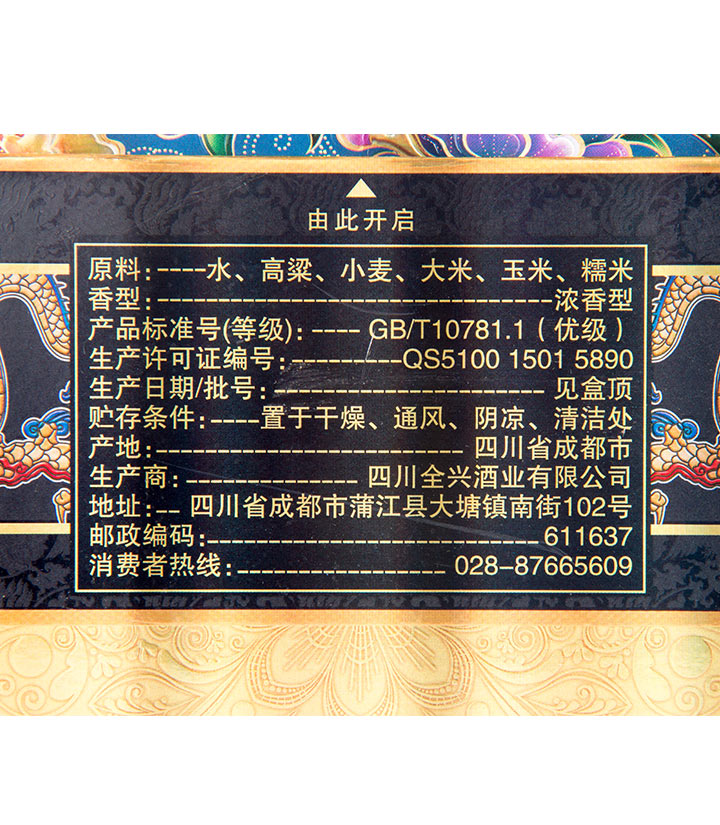 由此开启
原料:----水、高粱、小麦、大米、玉米、糯米
香型:-----------------------------------浓香型
产品标准号(等级):---- GB/T10781.1(优级)
生产许可证编号:----------QS5100 1501 5890
生产日期/批号:------------------------ 见盒顶
贮存条件:----置于干燥、通风、阴凉、清洁处
产地:---------------------------- 四川省成都市
生产商:--------------- 四川全兴酒业有限公司
地址:-- 四川省成都市蒲江县大塘镇南街102号
邮政编码:------------------------------611637
消费者热线:------------------- 028-87665609